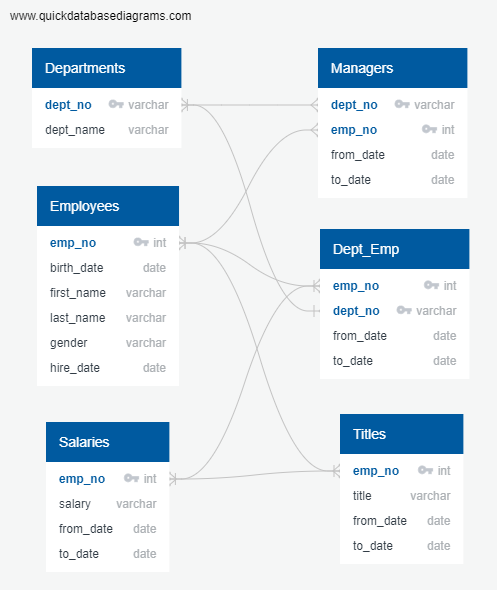 www.quickdatabasediagrams.com
Departments
dept_no varchar
dept_name varchar
Managers
dept_no varchar
emp_no int
from_date date
to_date date
Employees
emp_no int
birth_date date
first_name varchar
last_name varchar
gender varchar
hire_date date
Dept_Emp
emp_no int
dept_no varchar
from_date date
to_date date
Salaries
emp_no int
salary varchar
from_date date
to_date date
Titles
emp_no int
title varchar
from_date date
to_date date